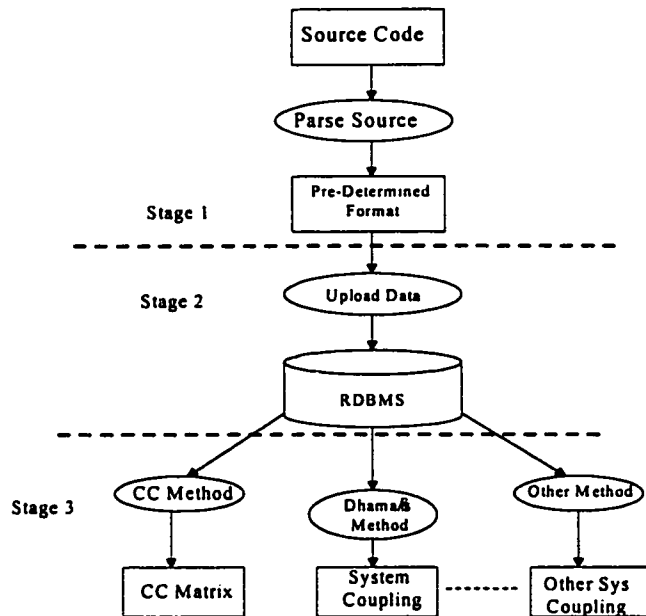 Source Code
Parse Source
Pre-Determined
Format
Stage 1
Stage 2
Upload Data
RDBMS
Stage 3
CC Method
Method
Other Method
CC Matrix
System
Coupling
Other Sys
Coupling